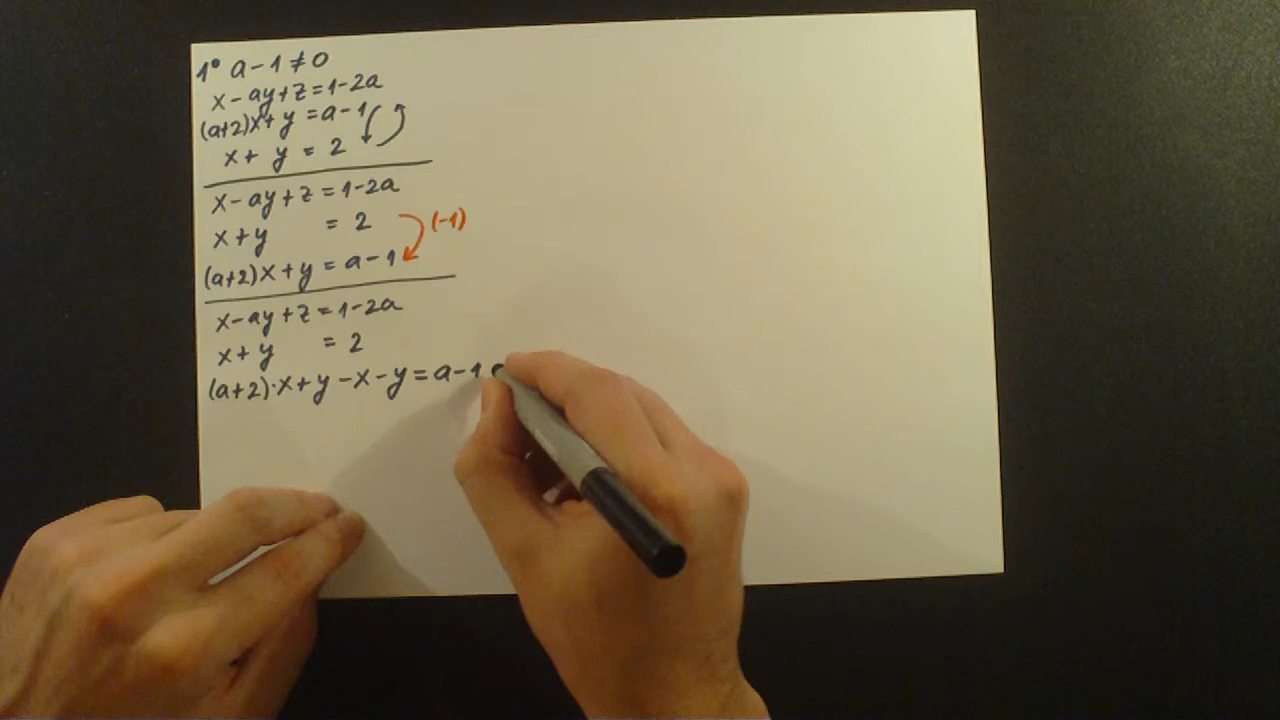 1° a-1≠0
x-ay+z=1-2a
(a+2)x+y=a-1
x+y=2
x-ay+z=1-2a
x+y =2
(-1)
(a+2)x+y=a-1
x-ay+z=1-2a
x+y =2
(a+2)·x+y-x-y=a-1